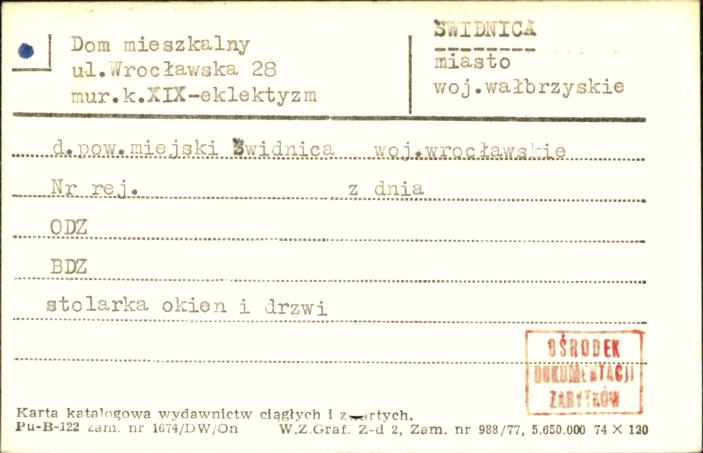 Dom mieszkalny
ul.Wrocławska 28
mur.k.XIX-eklektyzm
ŚWIDNICA
miasto
woj.wałbrzyskie
d.pow.miejski Świdnica woj.wrocławskie
Nr rej. z dnia
ODZ
BDZ
stolarka okien i drzwi
OŚRODEK
DOKUMENTACJI
ZABYTKÓW
Karta katalogowa wydawnictw ciągłych i zwartych.
Pu-B-122 zam. nr 1674/DW/On W.Z.Graf. Z-d 2, Zam. nr 988/77, 5.650.000 74 × 120